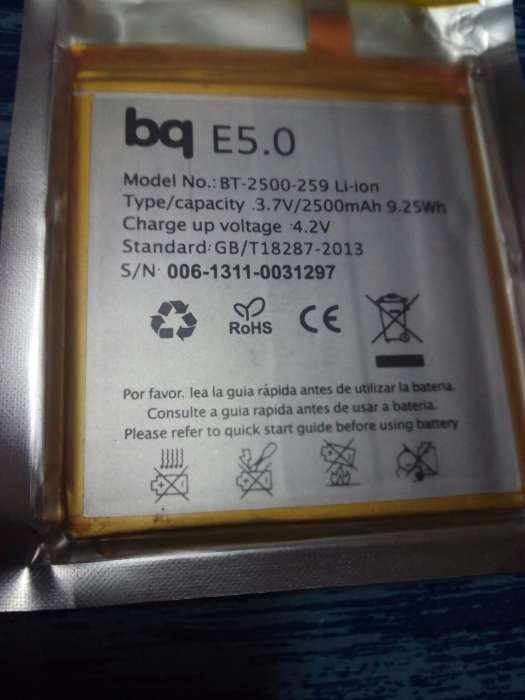 bq E5.0
Model No.: BT-2500-259 Li-ion
Type/capacity :3.7V/2500mAh 9.25Wh
Charge up voltage :4.2V
Standard: GB/T18287-2013
S/N: 006-1311-0031297
RoHS
CE
Por favor, lea la guia rápida antes de utilizar la bateria.
Consulte a guia rapida antes de usar a bateria.
Please refer to quick start guide before using battery